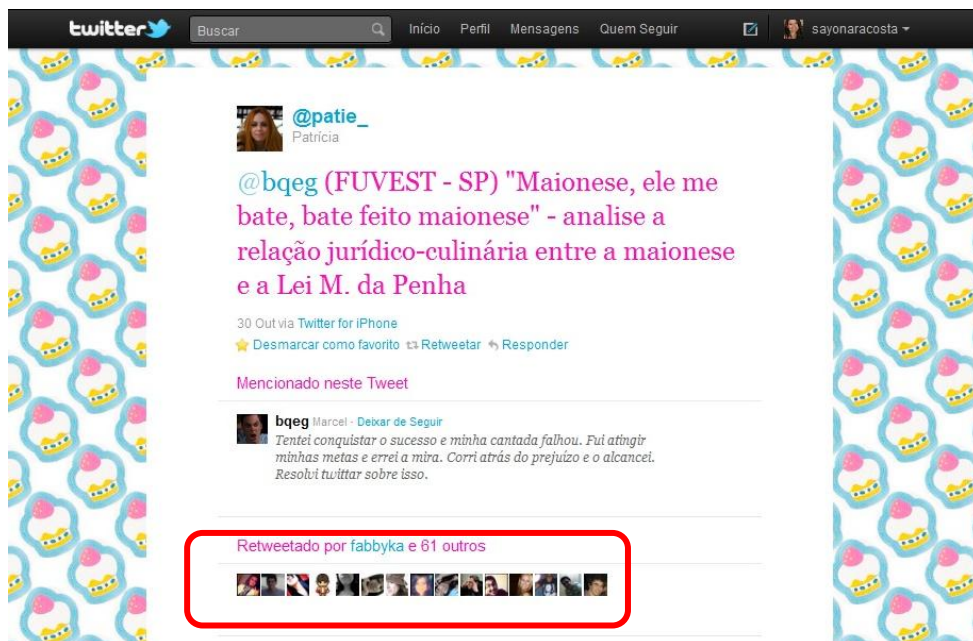 twitter Buscar Início Perfil Mensagens Quem Seguir sayonaracosta
@patie_
Patrícia
@bqeg (FUVEST - SP) "Maionese, ele me
bate, bate feito maionese" - analise a
relação jurídico-culinária entre a maionese
e a Lei M. da Penha
30 Out via Twitter for iPhone
Desmarcar como favorito Retweetar Responder
Mencionado neste Tweet
bqeg Marcel · Deixar de Seguir
Tentei conquistar o sucesso e minha cantada falhou. Fui atingir
minhas metas e errei a mira. Corri atrás do prejuízo e o alcancei.
Resolvi twittar sobre isso.
Retweetado por fabbyka e 61 outros